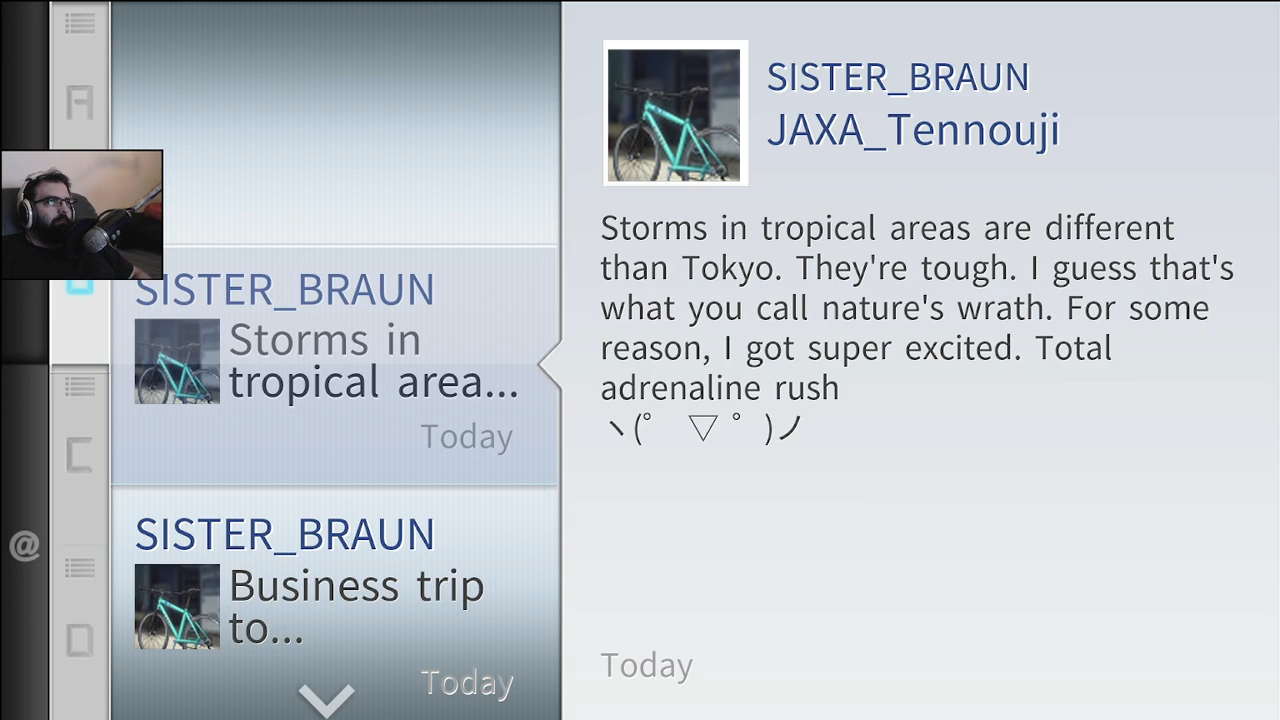 A
SISTER_BRAUN
Storms in
tropical area...
Today
C
@
SISTER_BRAUN
Business trip
to...
D
Today
SISTER_BRAUN
JAXA_Tennouji
Storms in tropical areas are different
than Tokyo. They're tough. I guess that's
what you call nature's wrath. For some
reason, I got super excited. Total
adrenaline rush
ヽ(ﾟ ▽ ﾟ )ノ
Today